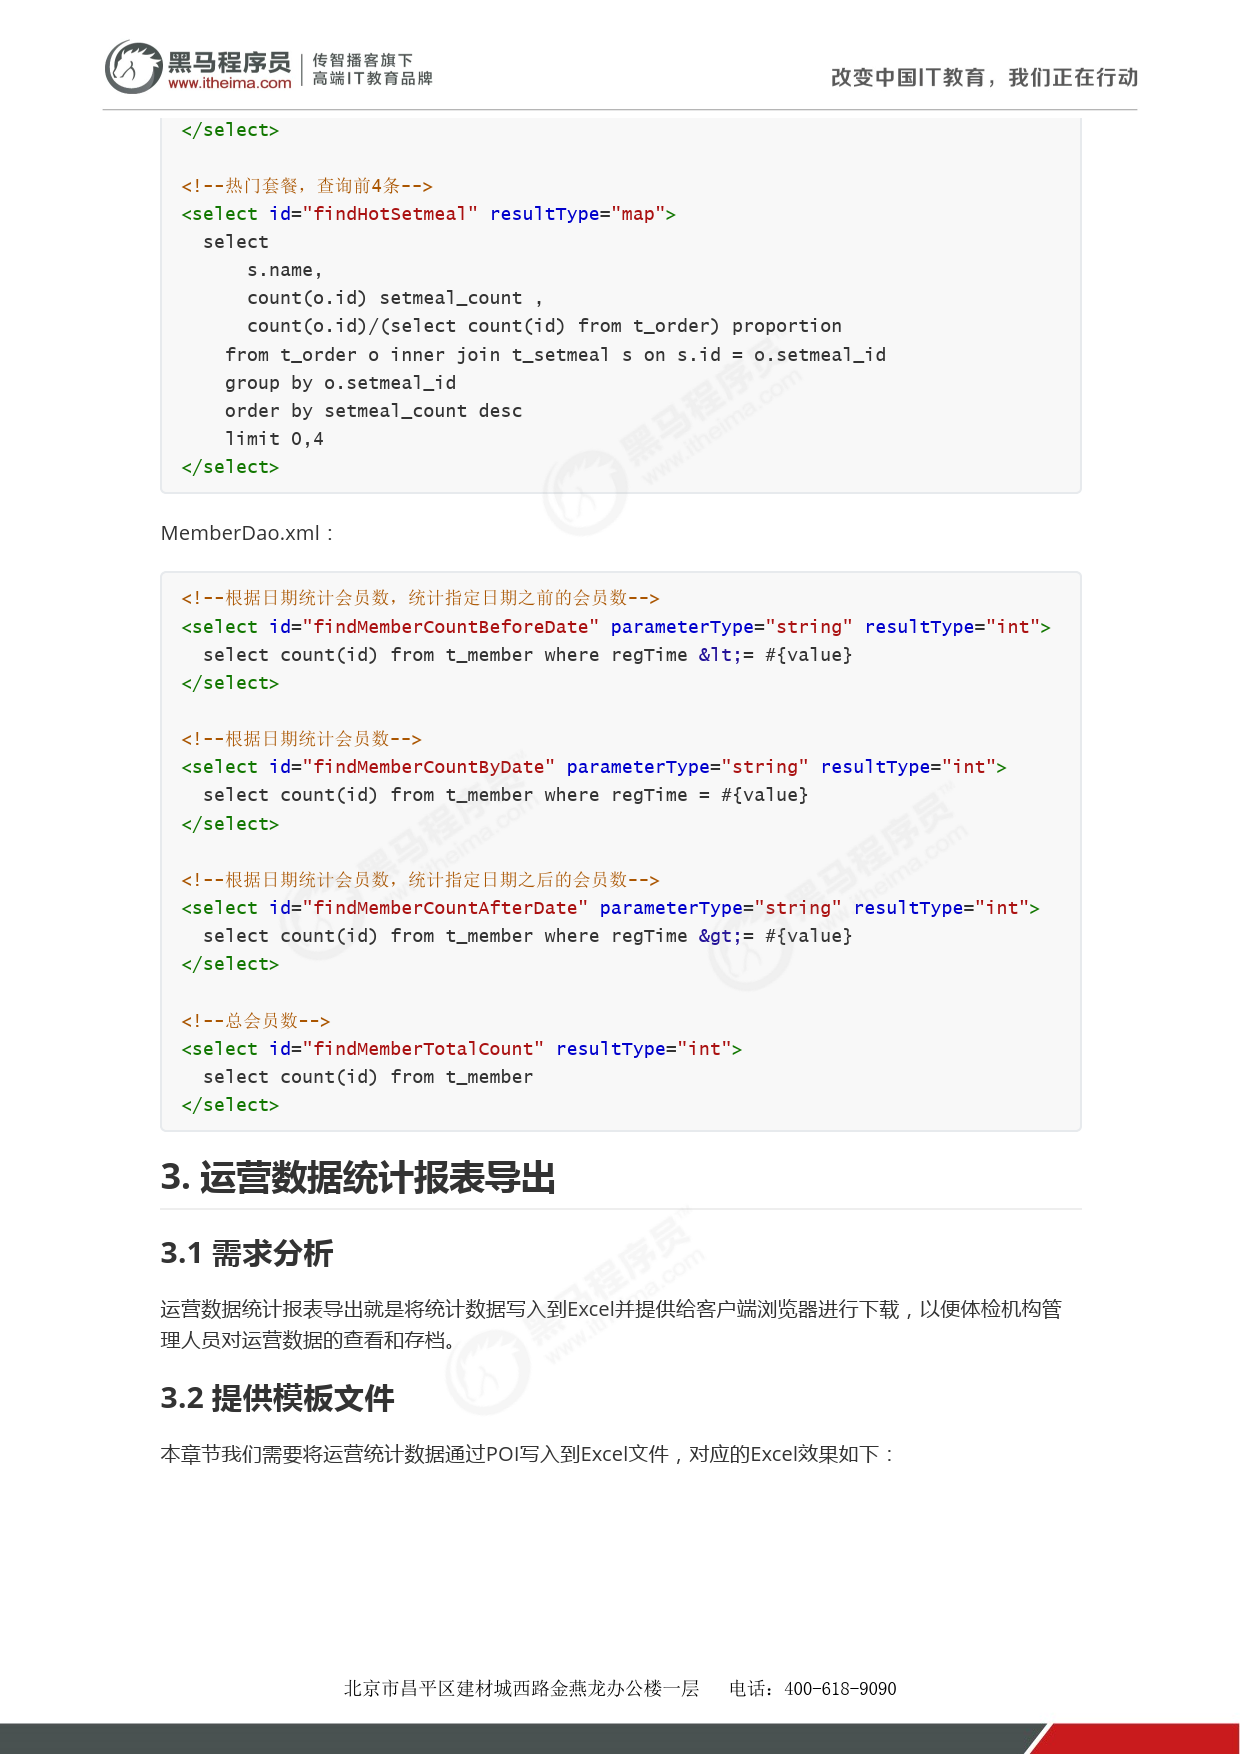 黑马程序员
www.itheima.com
传智播客旗下
高端IT教育品牌
改变中国IT教育，我们正在行动
</select>
<!--热门套餐，查询前4条-->
<select id="findHotSetmeal" resultType="map">
  select
      s.name,
      count(o.id) setmeal_count ,
      count(o.id)/(select count(id) from t_order) proportion
    from t_order o inner join t_setmeal s on s.id = o.setmeal_id
    group by o.setmeal_id
    order by setmeal_count desc
    limit 0,4
</select>
MemberDao.xml：
<!--根据日期统计会员数，统计指定日期之前的会员数-->
<select id="findMemberCountBeforeDate" parameterType="string" resultType="int">
  select count(id) from t_member where regTime &lt;= #{value}
</select>
<!--根据日期统计会员数-->
<select id="findMemberCountByDate" parameterType="string" resultType="int">
  select count(id) from t_member where regTime = #{value}
</select>
<!--根据日期统计会员数，统计指定日期之后的会员数-->
<select id="findMemberCountAfterDate" parameterType="string" resultType="int">
  select count(id) from t_member where regTime &gt;= #{value}
</select>
<!--总会员数-->
<select id="findMemberTotalCount" resultType="int">
  select count(id) from t_member
</select>
3. 运营数据统计报表导出
3.1 需求分析
运营数据统计报表导出就是将统计数据写入到Excel并提供给客户端浏览器进行下载，以便体检机构管
理人员对运营数据的查看和存档。
3.2 提供模板文件
本章节我们需要将运营统计数据通过POI写入到Excel文件，对应的Excel效果如下：
北京市昌平区建材城西路金燕龙办公楼一层 电话：400-618-9090